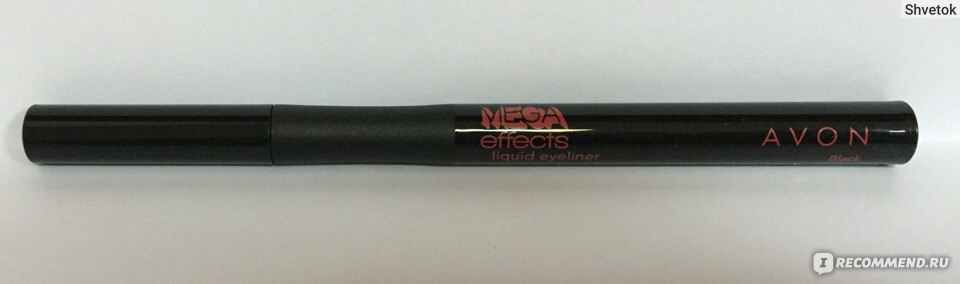 Shvetok
MEGA
effects
liquid eyeliner
AVON
Black
I RECOMMEND.RU